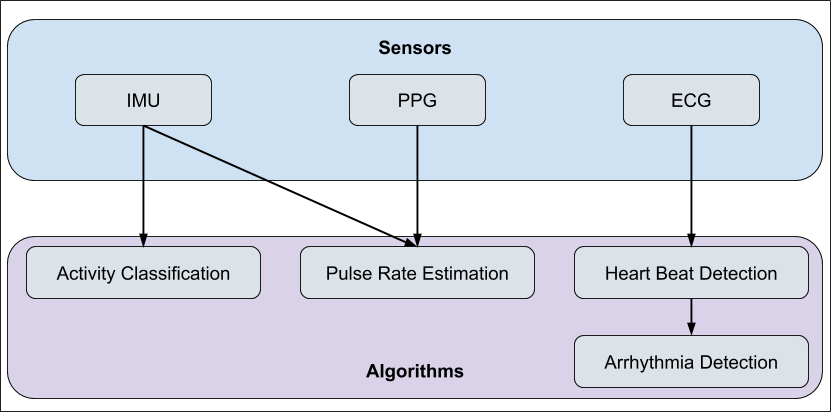 Sensors
IMU
PPG
ECG
Activity Classification
Pulse Rate Estimation
Heart Beat Detection
Arrhythmia Detection
Algorithms